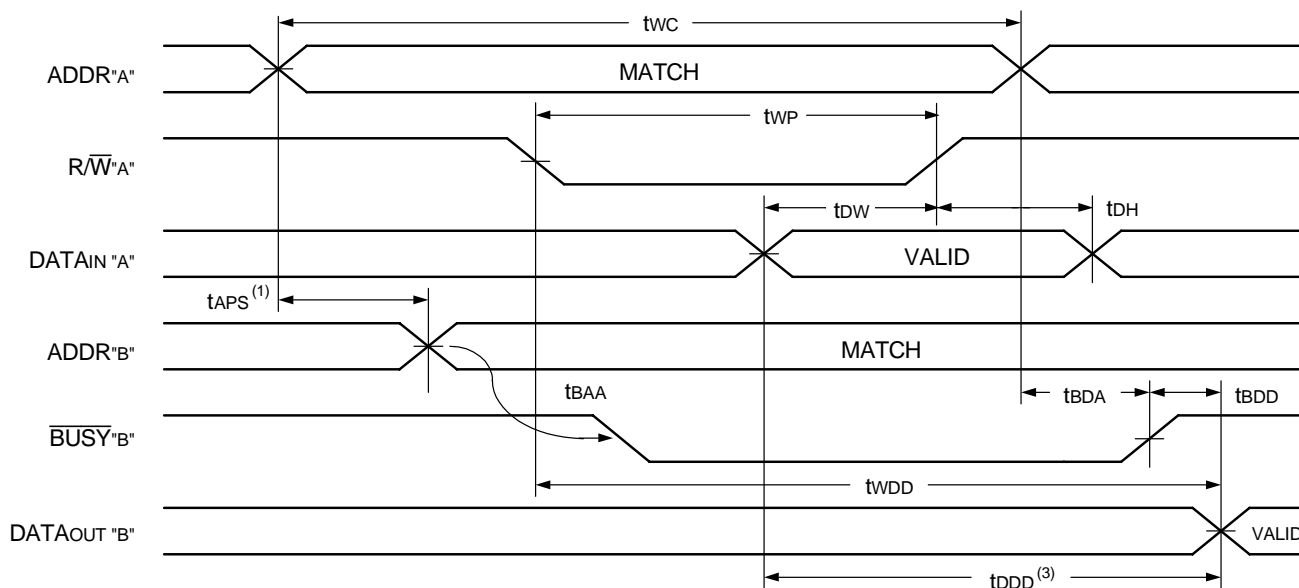 tWC
ADDR"A"
MATCH
tWP
R/W̅"A"
tDW
tDH
DATAIN "A"
VALID
tAPS (1)
ADDR"B"
MATCH
tBAA
tBDA
tBDD
B̅U̅S̅Y̅"B"
tWDD
DATAOUT "B"
VALID
tDDD (3)